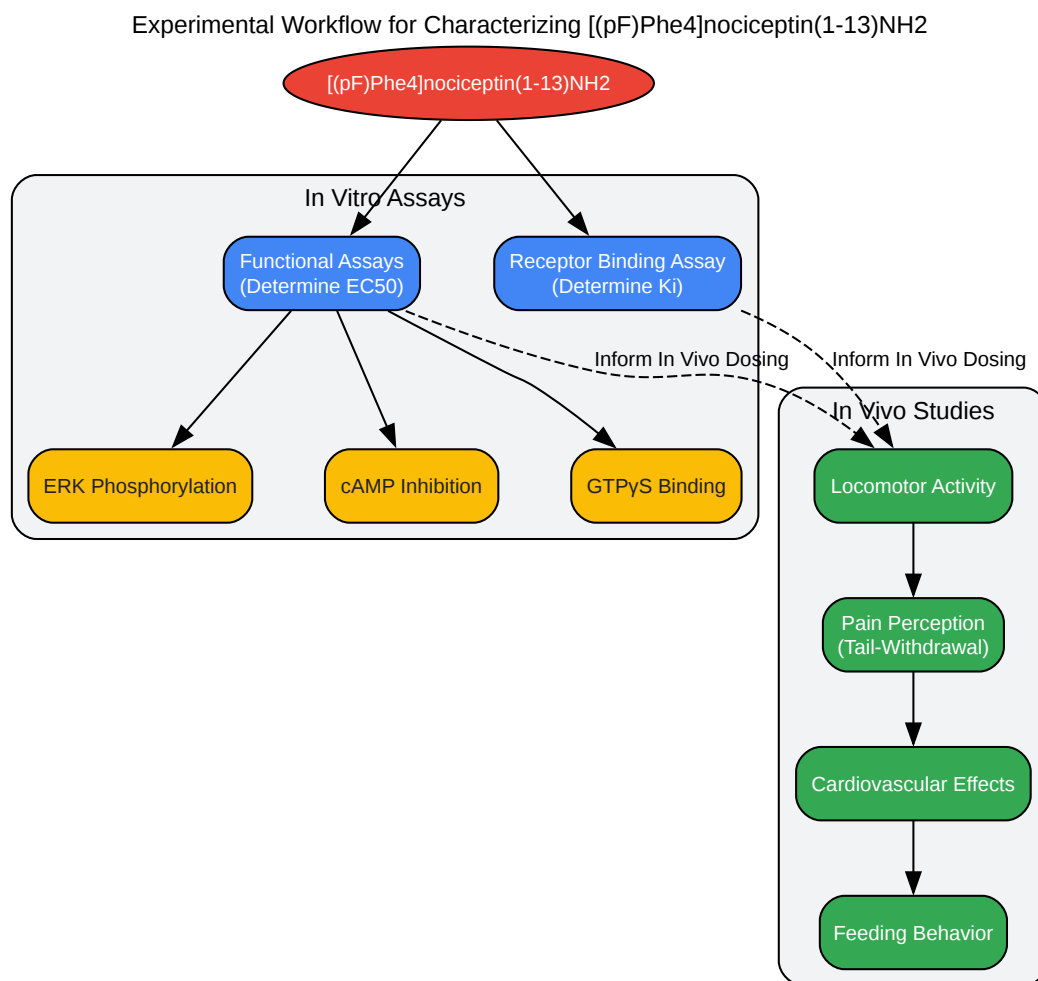 Experimental Workflow for Characterizing [(pF)Phe4]nociceptin(1-13)NH2
[(pF)Phe4]nociceptin(1-13)NH2
In Vitro Assays
Functional Assays
(Determine EC50)
Receptor Binding Assay
(Determine Ki)
Inform In Vivo Dosing
Inform In Vivo Dosing
In Vivo Studies
ERK Phosphorylation
cAMP Inhibition
GTPγS Binding
Locomotor Activity
Pain Perception
(Tail-Withdrawal)
Cardiovascular Effects
Feeding Behavior